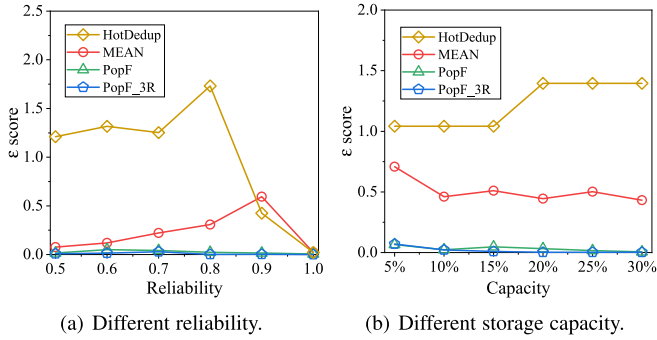 2.5
2.0
1.5
1.0
0.5
0.0
ε score
HotDedup
MEAN
PopF
PopF_3R
0.5 0.6 0.7 0.8 0.9 1.0
Reliability
(a) Different reliability.
2.0
1.5
1.0
0.5
0.0
ε score
HotDedup
MEAN
PopF
PopF_3R
5% 10% 15% 20% 25% 30%
Capacity
(b) Different storage capacity.